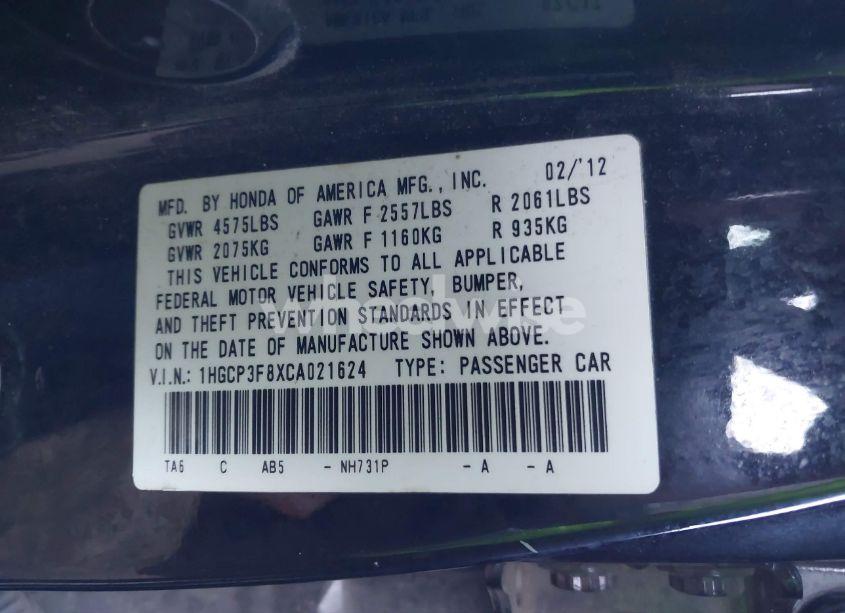 MFD. BY HONDA OF AMERICA MFG., INC. 02/'12
GVWR 4575LBS GAWR F 2557LBS R 2061LBS
GVWR 2075KG GAWR F 1160KG R 935KG
THIS VEHICLE CONFORMS TO ALL APPLICABLE
FEDERAL MOTOR VEHICLE SAFETY, BUMPER,
AND THEFT PREVENTION STANDARDS IN EFFECT
ON THE DATE OF MANUFACTURE SHOWN ABOVE.
V.I.N.: 1HGCP3F8XCA021624 TYPE: PASSENGER CAR
TA6 C AB5 - NH731P - A - A
wheelwise